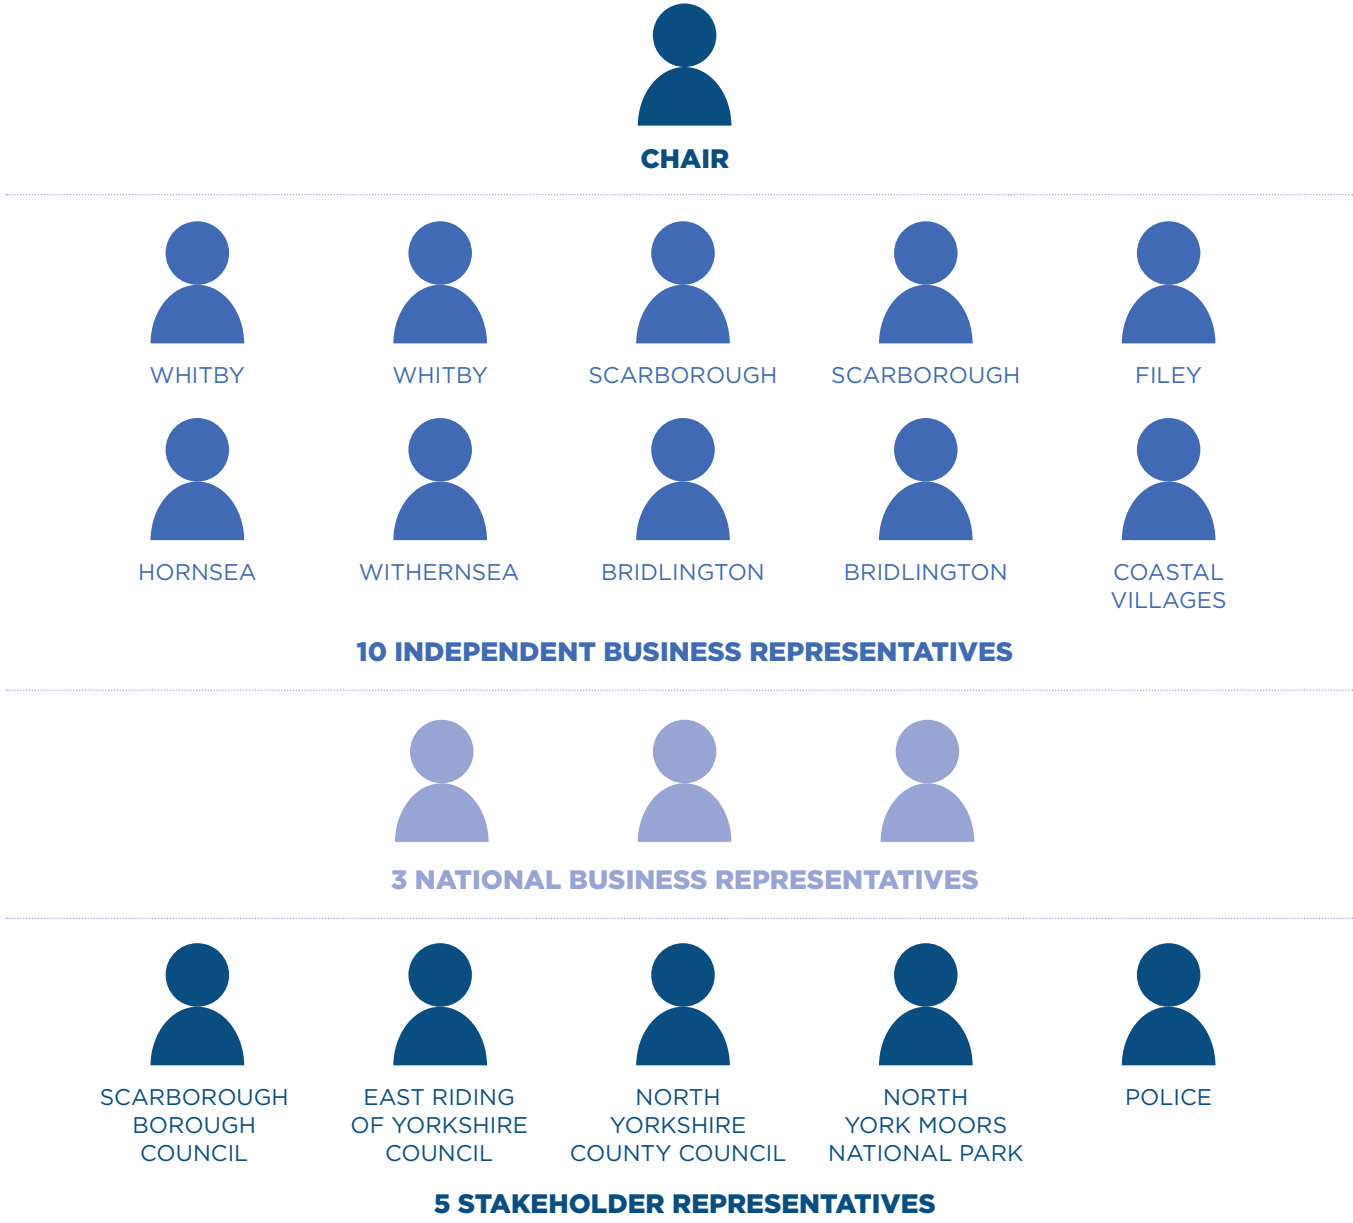 CHAIR
WHITBY
WHITBY
SCARBOROUGH
SCARBOROUGH
FILEY
HORNSEA
WITHERNSEA
BRIDLINGTON
BRIDLINGTON
COASTAL
VILLAGES
10 INDEPENDENT BUSINESS REPRESENTATIVES
3 NATIONAL BUSINESS REPRESENTATIVES
SCARBOROUGH
BOROUGH
COUNCIL
EAST RIDING
OF YORKSHIRE
COUNCIL
NORTH
YORKSHIRE
COUNTY COUNCIL
NORTH
YORK MOORS
NATIONAL PARK
POLICE
5 STAKEHOLDER REPRESENTATIVES